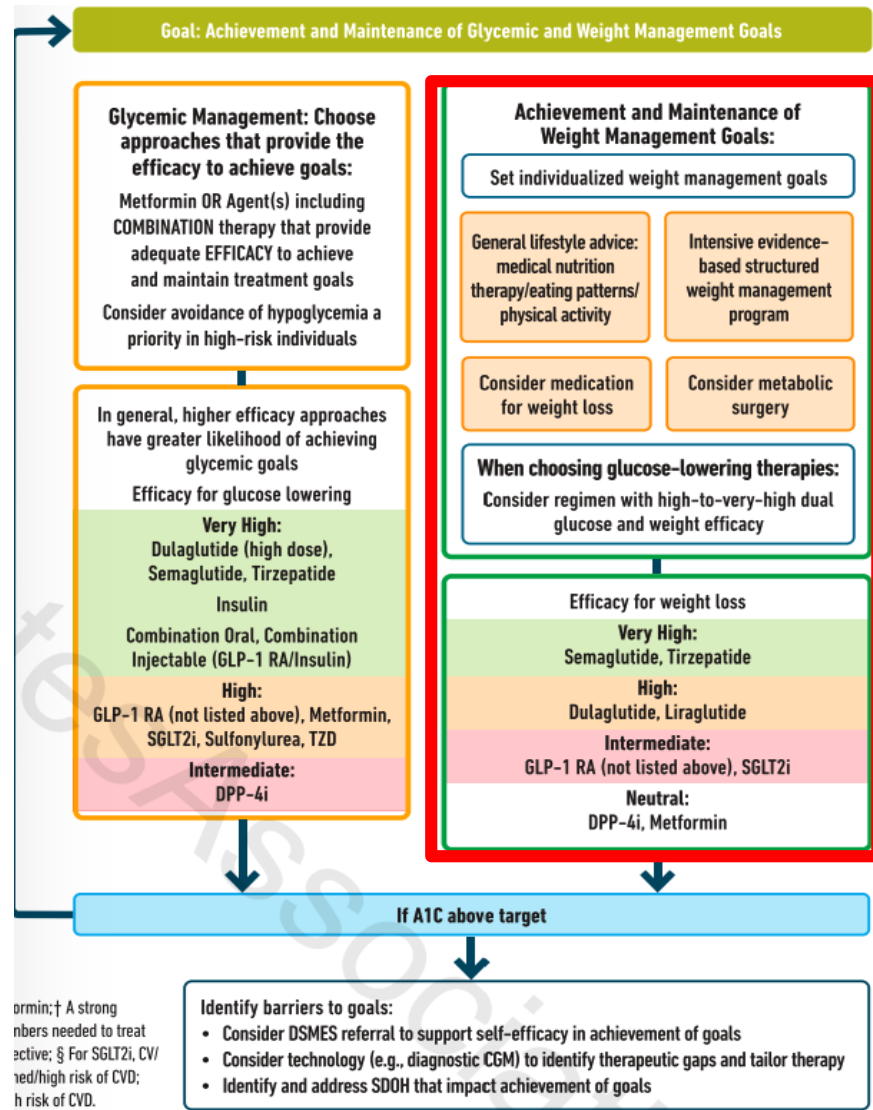 Goal: Achievement and Maintenance of Glycemic and Weight Management Goals
Glycemic Management: Choose
approaches that provide the
efficacy to achieve goals:
Metformin OR Agent(s) including
COMBINATION therapy that provide
adequate EFFICACY to achieve
and maintain treatment goals
Consider avoidance of hypoglycemia a
priority in high-risk individuals
In general, higher efficacy approaches
have greater likelihood of achieving
glycemic goals
Efficacy for glucose lowering
Very High:
Dulaglutide (high dose),
Semaglutide, Tirzepatide
Insulin
Combination Oral, Combination
Injectable (GLP-1 RA/Insulin)
High:
GLP-1 RA (not listed above), Metformin,
SGLT2i, Sulfonylurea, TZD
Intermediate:
DPP-4i
Achievement and Maintenance of
Weight Management Goals:
Set individualized weight management goals
General lifestyle advice:
medical nutrition
therapy/eating patterns/
physical activity
Intensive evidence-
based structured
weight management
program
Consider medication
for weight loss
Consider metabolic
surgery
When choosing glucose-lowering therapies:
Consider regimen with high-to-very-high dual
glucose and weight efficacy
Efficacy for weight loss
Very High:
Semaglutide, Tirzepatide
High:
Dulaglutide, Liraglutide
Intermediate:
GLP-1 RA (not listed above), SGLT2i
Neutral:
DPP-4i, Metformin
If A1C above target
ormin; † A strong
nbers needed to treat
ective; § For SGLT2i, CV/
ned/high risk of CVD;
h risk of CVD.
Identify barriers to goals:
• Consider DSMES referral to support self-efficacy in achievement of goals
• Consider technology (e.g., diagnostic CGM) to identify therapeutic gaps and tailor therapy
• Identify and address SDOH that impact achievement of goals
tes Associati